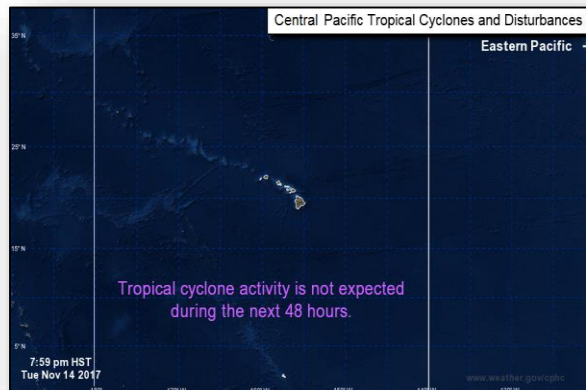 Central Pacific Tropical Cyclones and Disturbances
Eastern Pacific
35° N
25° N
15° N
Tropical cyclone activity is not expected
during the next 48 hours.
5° N
7:59 pm HST
Tue Nov 14 2017
www.weather.gov/cphc